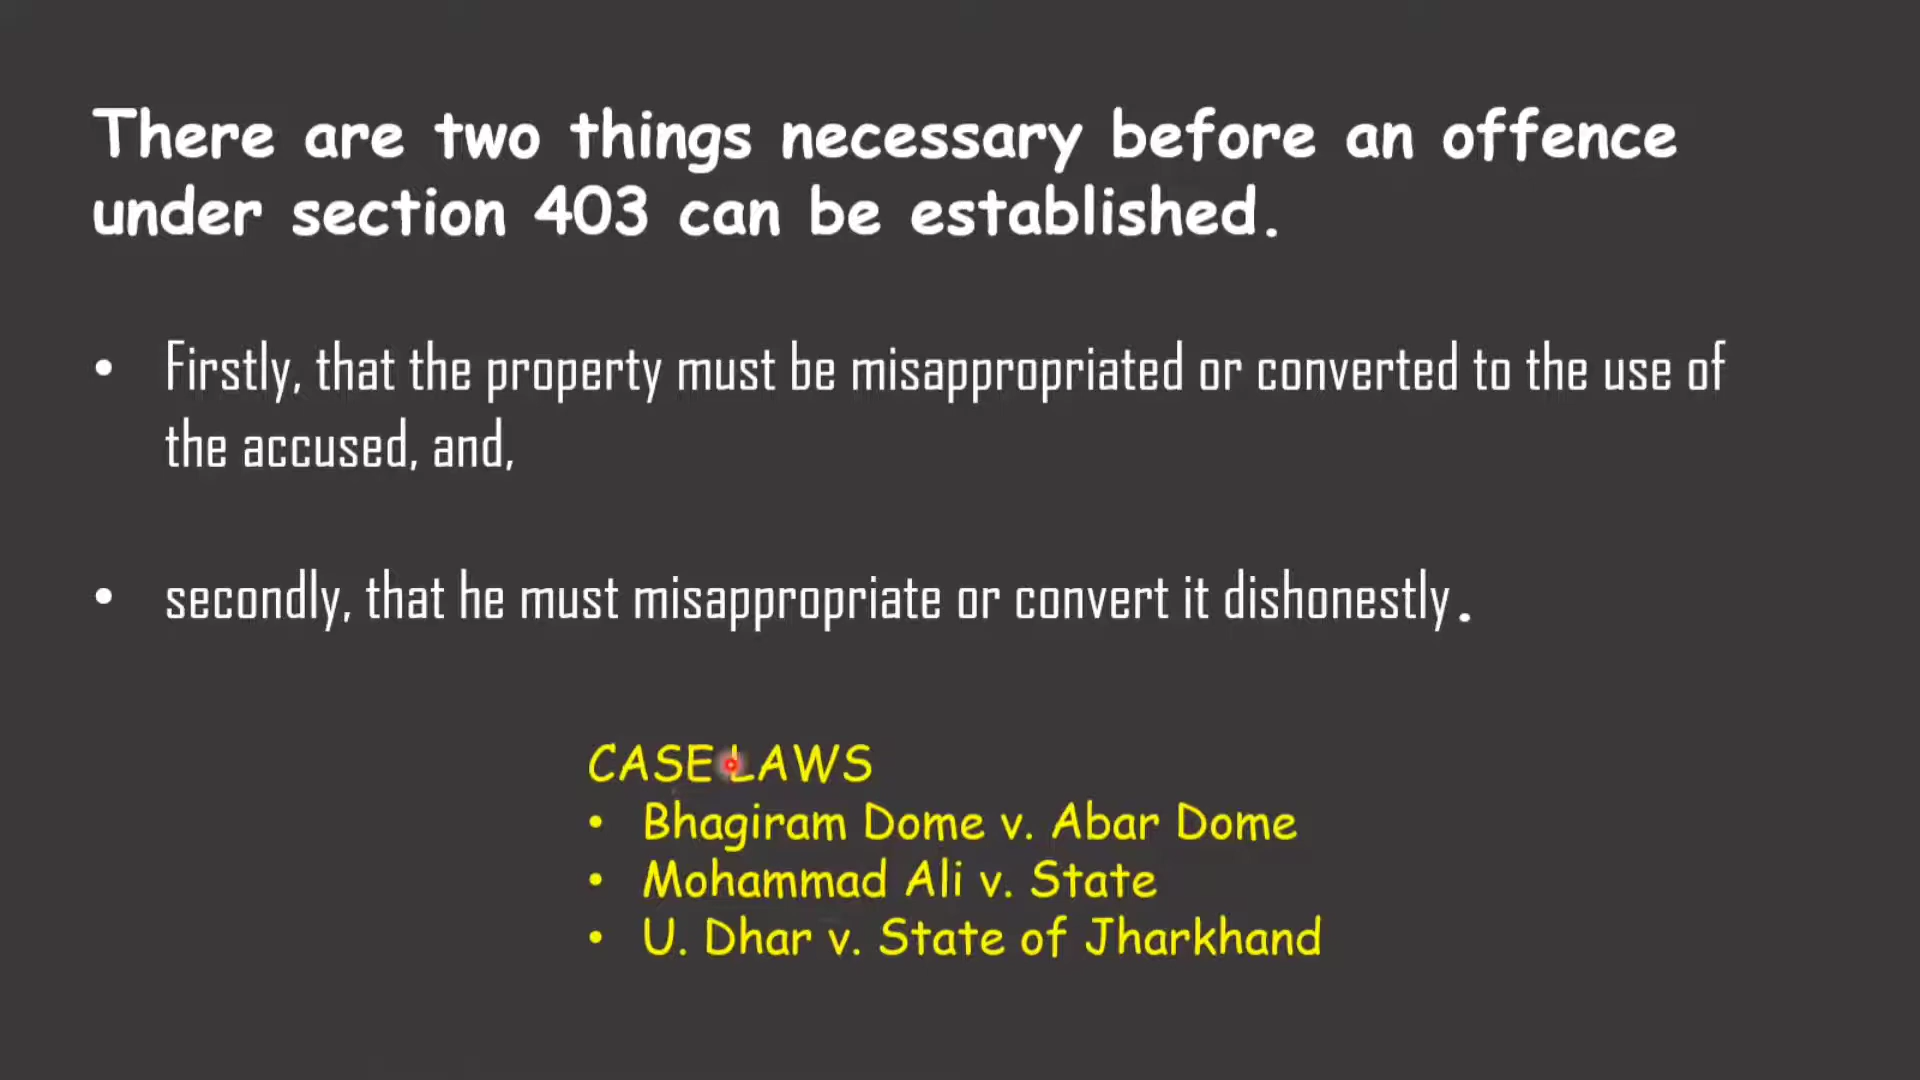 There are two things necessary before an offence
under section 403 can be established.
• Firstly, that the property must be misappropriated or converted to the use of
the accused, and,
• secondly, that he must misappropriate or convert it dishonestly.
CASE LAWS
• Bhagiram Dome v. Abar Dome
• Mohammad Ali v. State
• U. Dhar v. State of Jharkhand